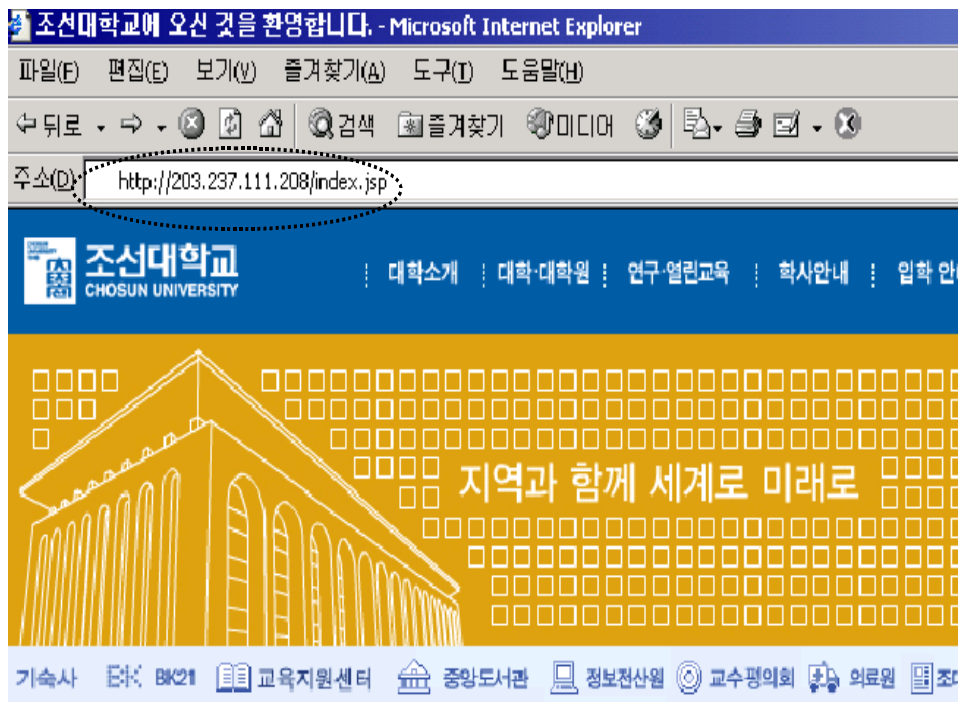 조선대학교에 오신 것을 환영합니다. - Microsoft Internet Explorer
파일(F) 편집(E) 보기(V) 즐겨찾기(A) 도구(T) 도움말(H)
뒤로 검색 즐겨찾기 미디어
주소(D) http://203.237.111.208/index.jsp
조선대학교
CHOSUN UNIVERSITY
대학소개 대학·대학원 연구·열린교육 학사안내 입학
지역과 함께 세계로 미래로
기숙사 BK21 교육지원센터 중앙도서관 정보전산원 교수평의회 의료원